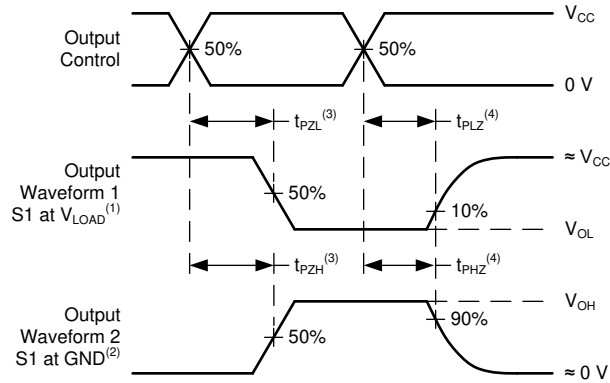 Output
Control
50%
50%
V_CC
0 V
t_PZL^(3)
t_PLZ^(4)
Output
Waveform 1
S1 at V_LOAD^(1)
50%
10%
≈ V_CC
V_OL
t_PZH^(3)
t_PHZ^(4)
Output
Waveform 2
S1 at GND^(2)
50%
90%
V_OH
≈ 0 V